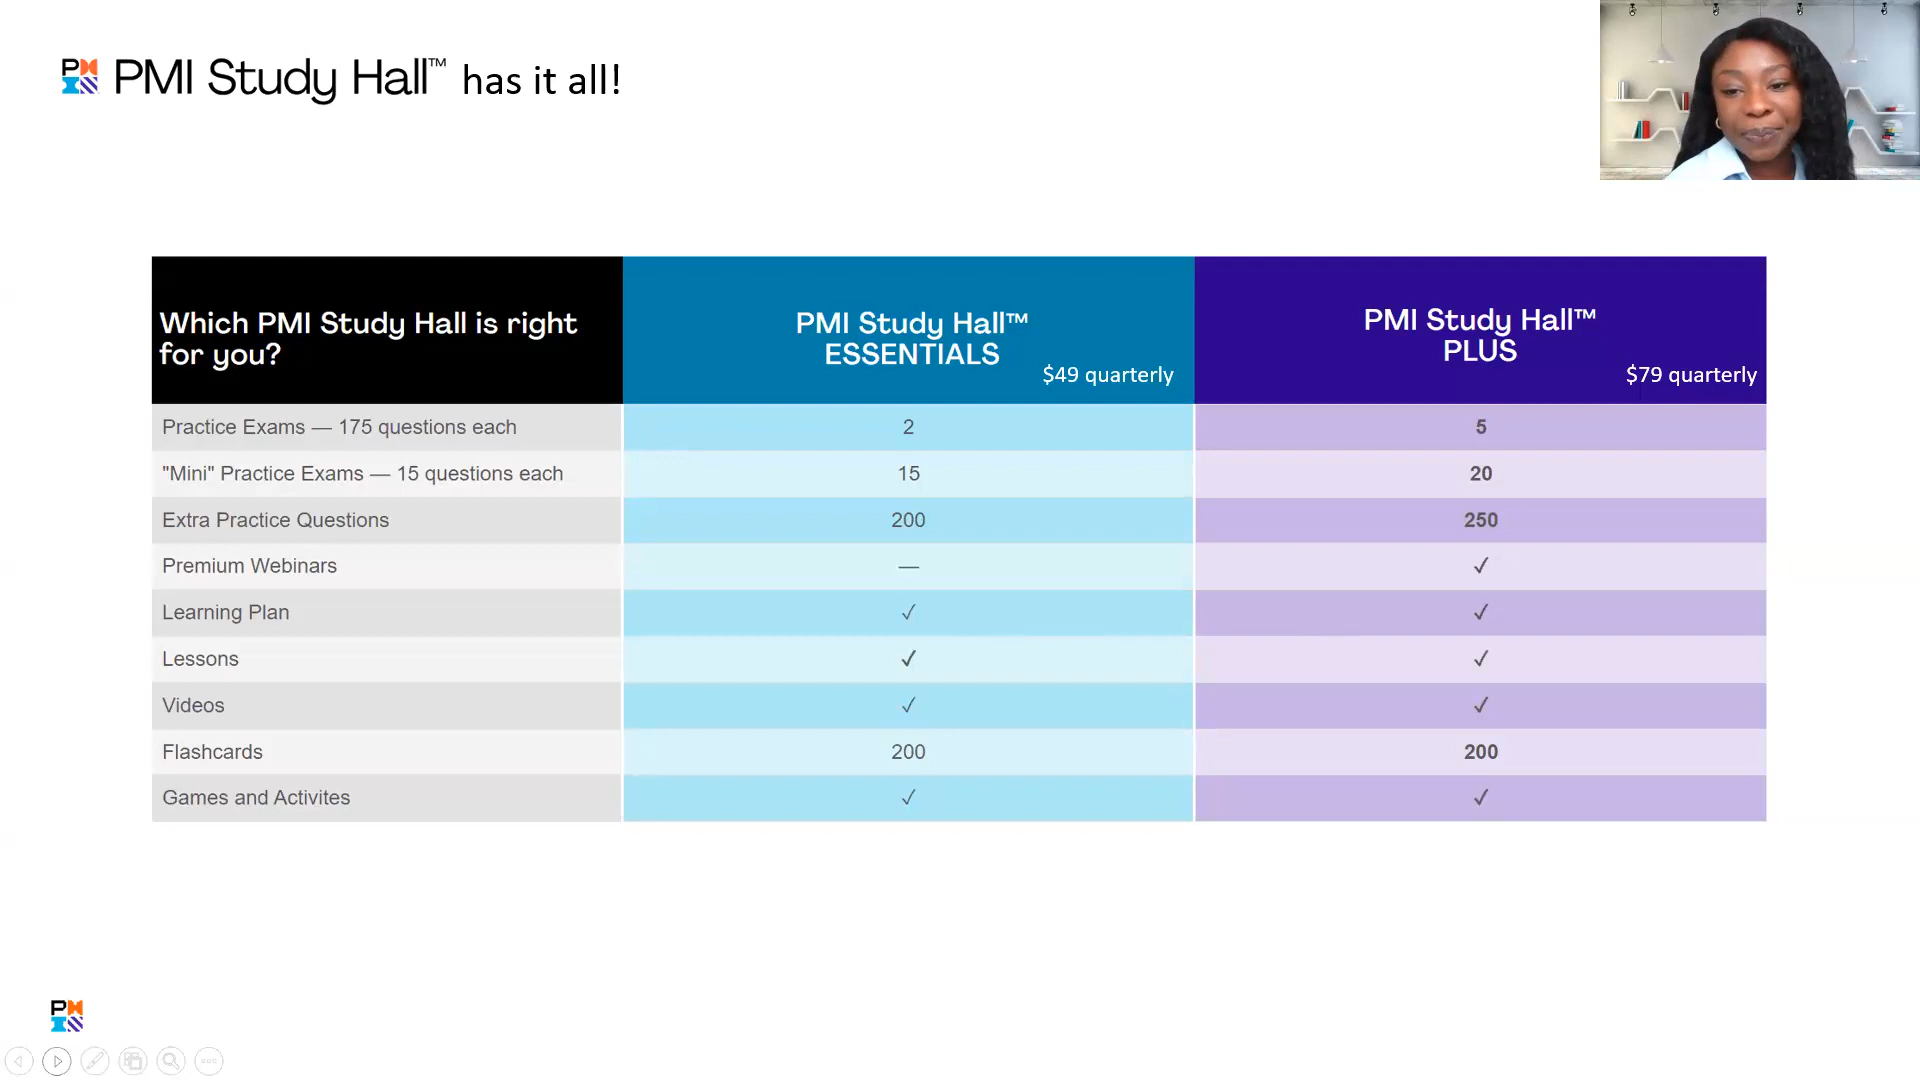 PMI Study Hall™ has it all!
Which PMI Study Hall is right
for you?
PMI Study Hall™
ESSENTIALS
$49 quarterly
PMI Study Hall™
PLUS
$79 quarterly
Practice Exams — 175 questions each 2 5
"Mini" Practice Exams — 15 questions each 15 20
Extra Practice Questions 200 250
Premium Webinars — ✓
Learning Plan ✓ ✓
Lessons ✓ ✓
Videos ✓ ✓
Flashcards 200 200
Games and Activites ✓ ✓